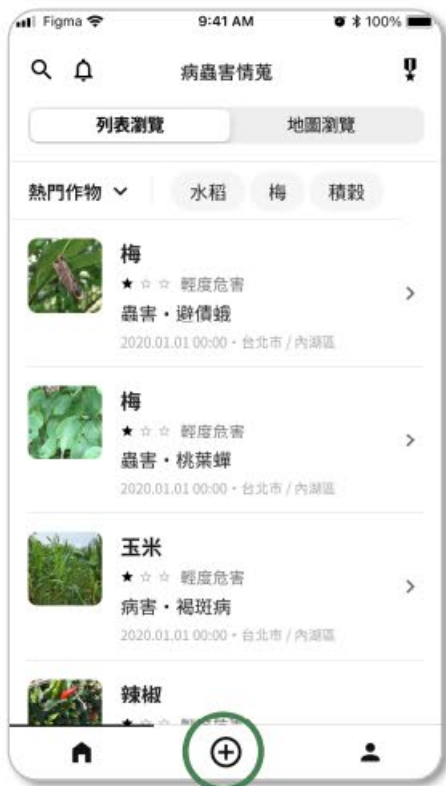 Figma 9:41 AM 100%
病蟲害情蒐
列表瀏覽 地圖瀏覽
熱門作物 水稻 梅 積穀
梅
★☆☆ 輕度危害
蟲害・避債蛾
2020.01.01 00:00・台北市 / 內湖區
梅
★☆☆ 輕度危害
蟲害・桃葉蟬
2020.01.01 00:00・台北市 / 內湖區
玉米
★☆☆ 輕度危害
病害・褐斑病
2020.01.01 00:00・台北市 / 內湖區
辣椒